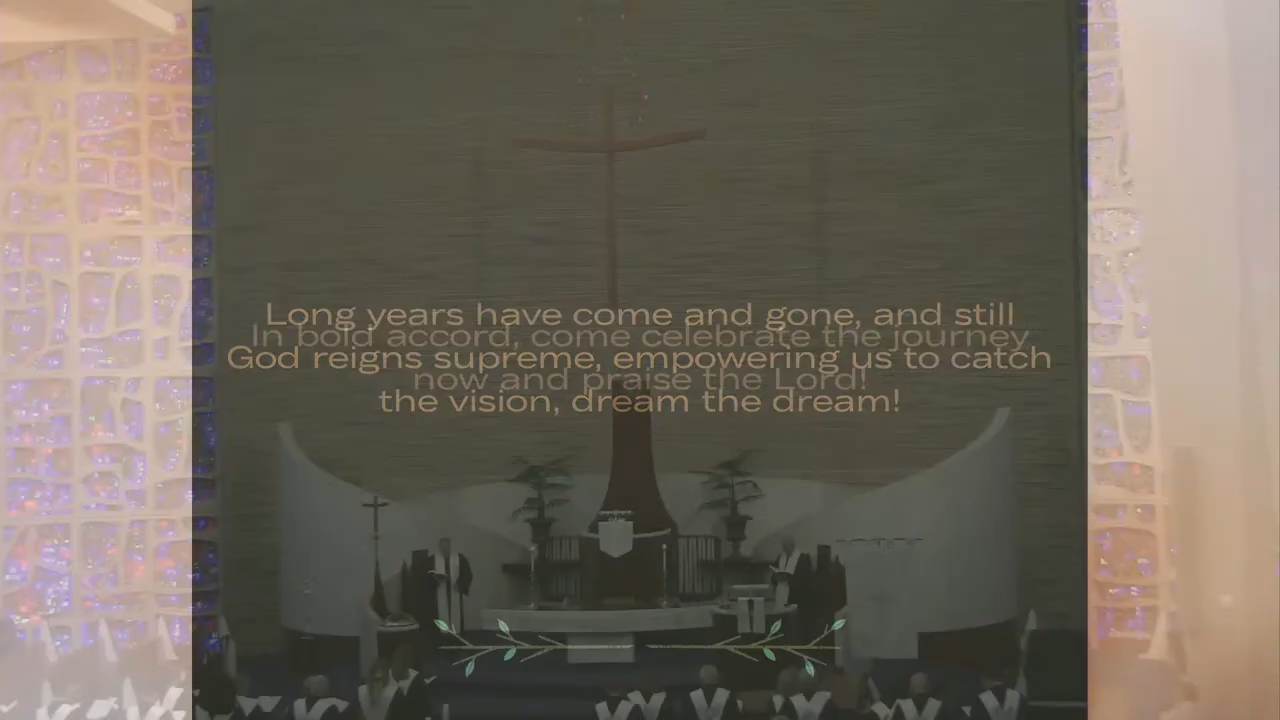 Long years have come and gone, and still
In bold accord, come celebrate the journey
God reigns supreme, empowering us to catch
now and praise the Lord!
the vision, dream the dream!